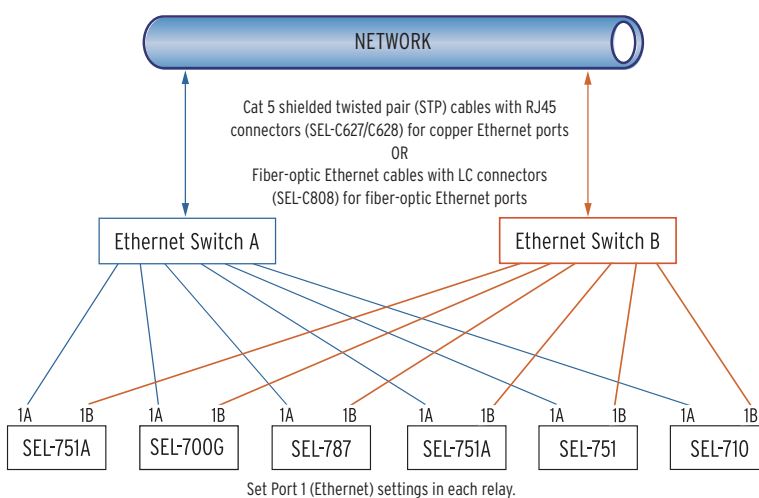 NETWORK
Cat 5 shielded twisted pair (STP) cables with RJ45
connectors (SEL-C627/C628) for copper Ethernet ports
OR
Fiber-optic Ethernet cables with LC connectors
(SEL-C808) for fiber-optic Ethernet ports
Ethernet Switch A
Ethernet Switch B
1A 1B 1A 1B 1A 1B 1A 1B 1A 1B 1A 1B
SEL-751A SEL-700G SEL-787 SEL-751A SEL-751 SEL-710
Set Port 1 (Ethernet) settings in each relay.